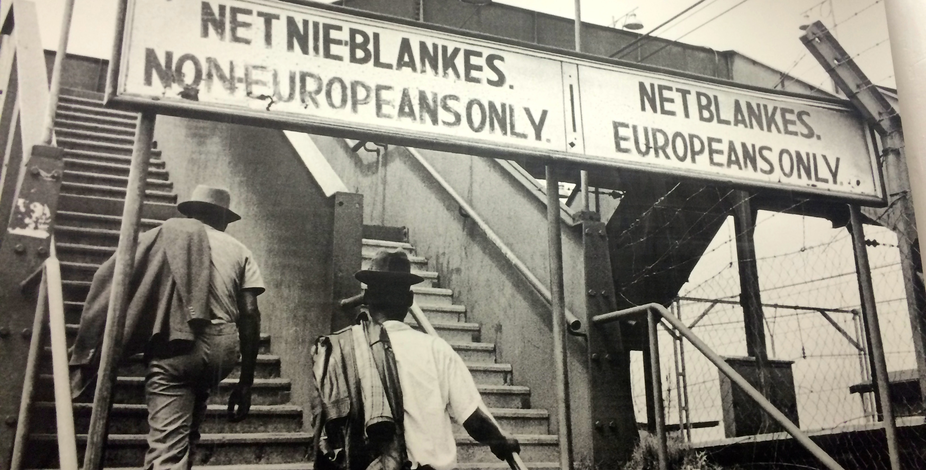 NET NIE-BLANKES.
NON-EUROPEANS ONLY.
NET BLANKES.
EUROPEANS ONLY.